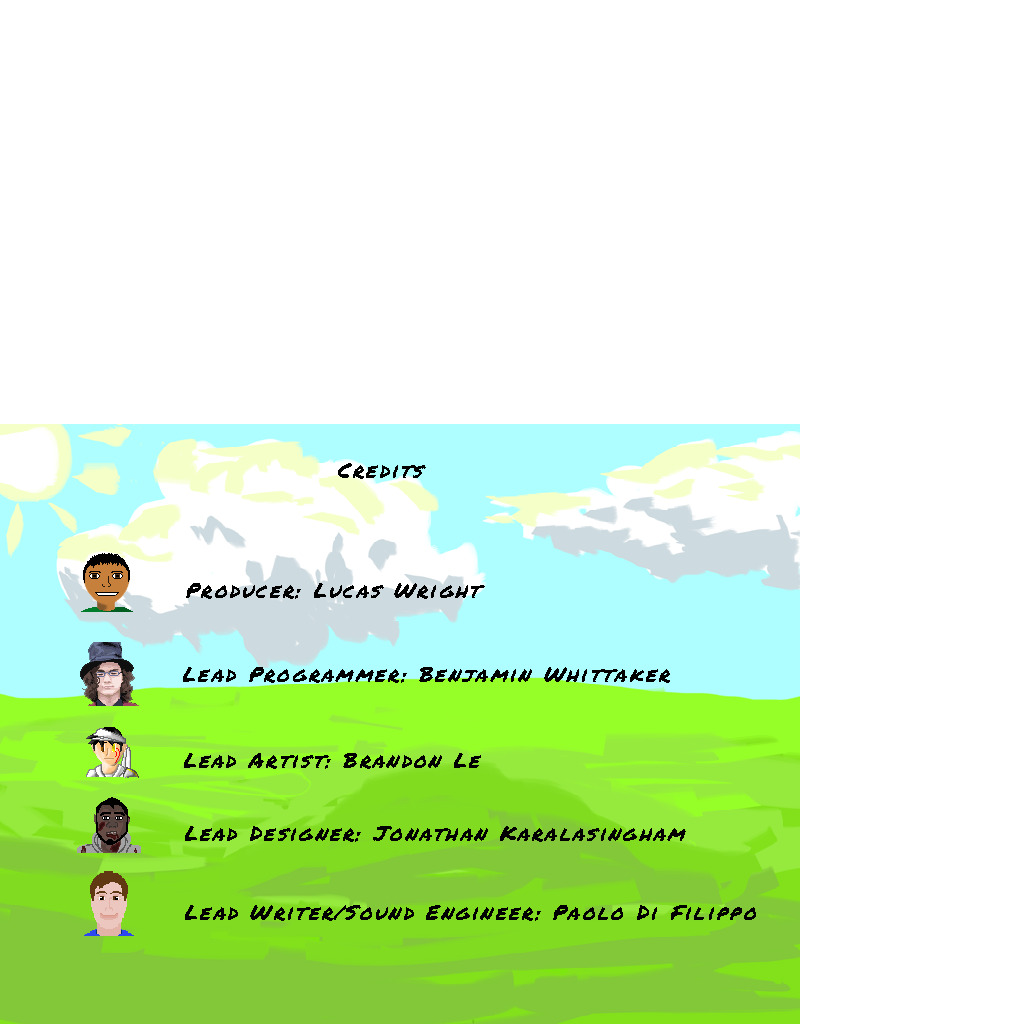 Credits
Producer: Lucas Wright
Lead Programmer: Benjamin Whittaker
Lead Artist: Brandon Le
Lead Designer: Jonathan Karalasingham
Lead Writer/Sound Engineer: Paolo Di Filippo